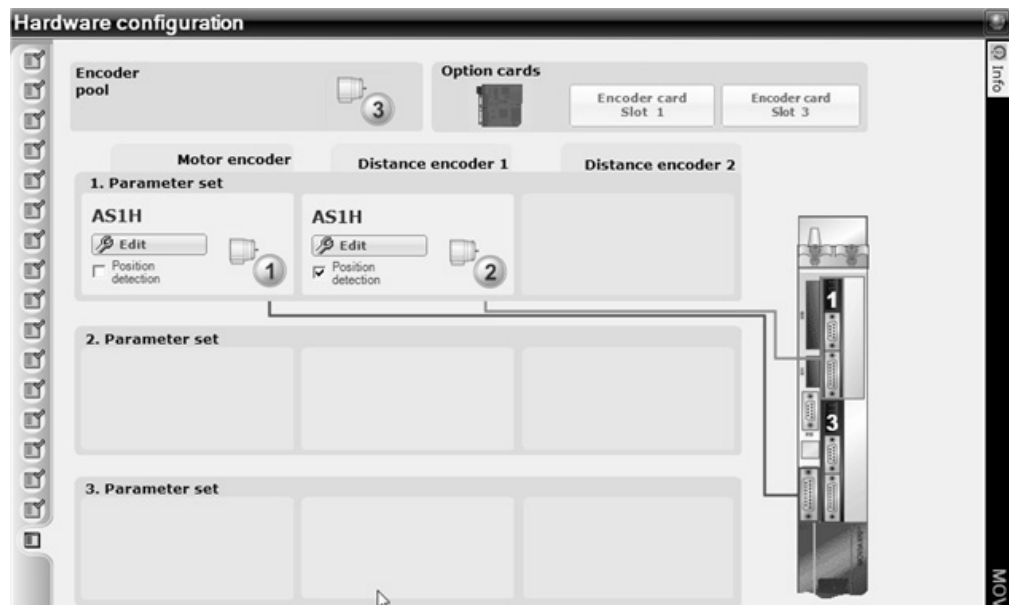 Hardware configuration
Info
Encoder
pool
3
Option cards
Encoder card
Slot 1
Encoder card
Slot 3
Motor encoder
Distance encoder 1
Distance encoder 2
1. Parameter set
AS1H
Edit
Position
detection
1
AS1H
Edit
Position
detection
2
1
2. Parameter set
3
3. Parameter set
MOV